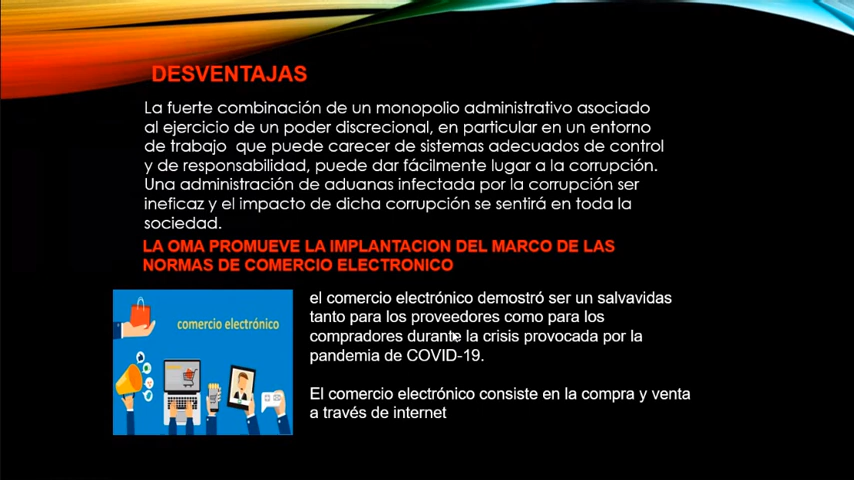 DESVENTAJAS
La fuerte combinación de un monopolio administrativo asociado
al ejercicio de un poder discrecional, en particular en un entorno
de trabajo que puede carecer de sistemas adecuados de control
y de responsabilidad, puede dar fácilmente lugar a la corrupción.
Una administración de aduanas infectada por la corrupción ser
ineficaz y el impacto de dicha corrupción se sentirá en toda la
sociedad.
LA OMA PROMUEVE LA IMPLANTACION DEL MARCO DE LAS
NORMAS DE COMERCIO ELECTRONICO
comercio electrónico
el comercio electrónico demostró ser un salvavidas
tanto para los proveedores como para los
compradores durante la crisis provocada por la
pandemia de COVID-19.
El comercio electrónico consiste en la compra y venta
a través de internet